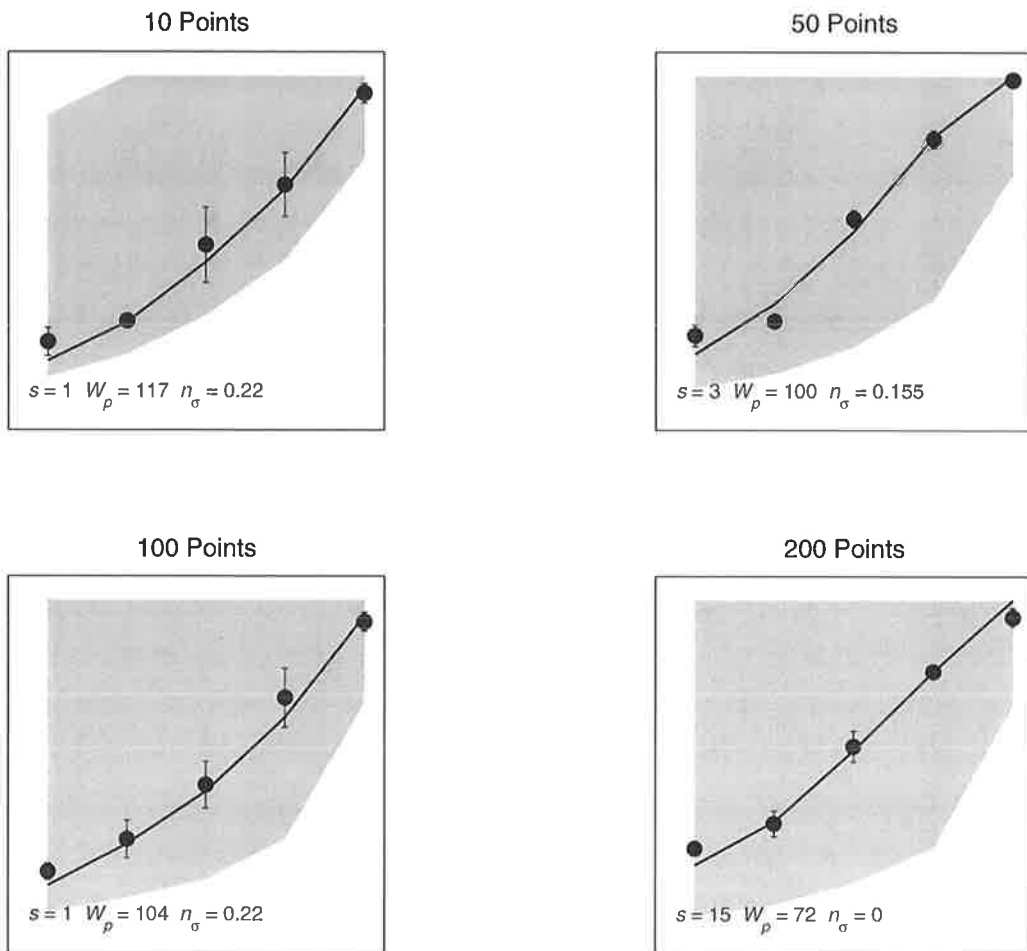 10 Points
50 Points
s = 1 W_p = 117 n_σ = 0.22
s = 3 W_p = 100 n_σ = 0.155
100 Points
200 Points
s = 1 W_p = 104 n_σ = 0.22
s = 15 W_p = 72 n_σ = 0